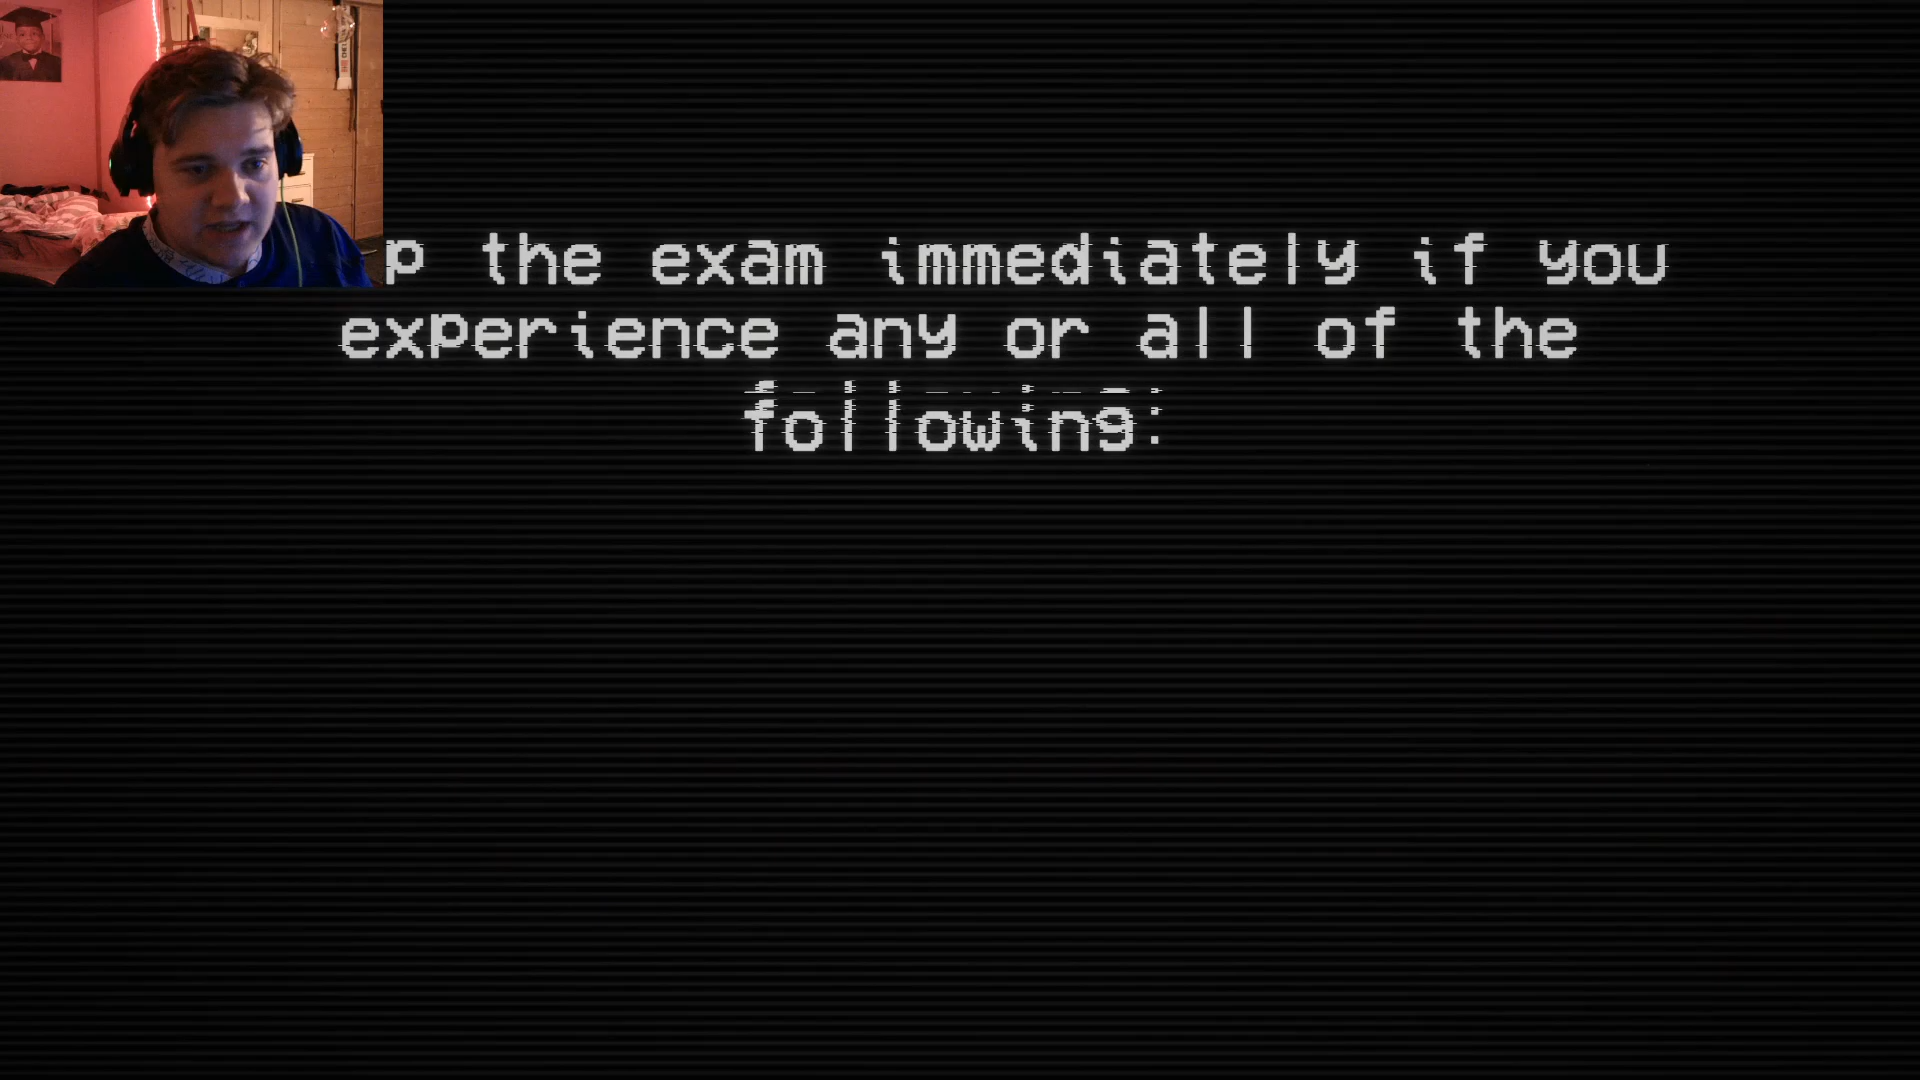 p the exam immediately if you
experience any or all of the
following: